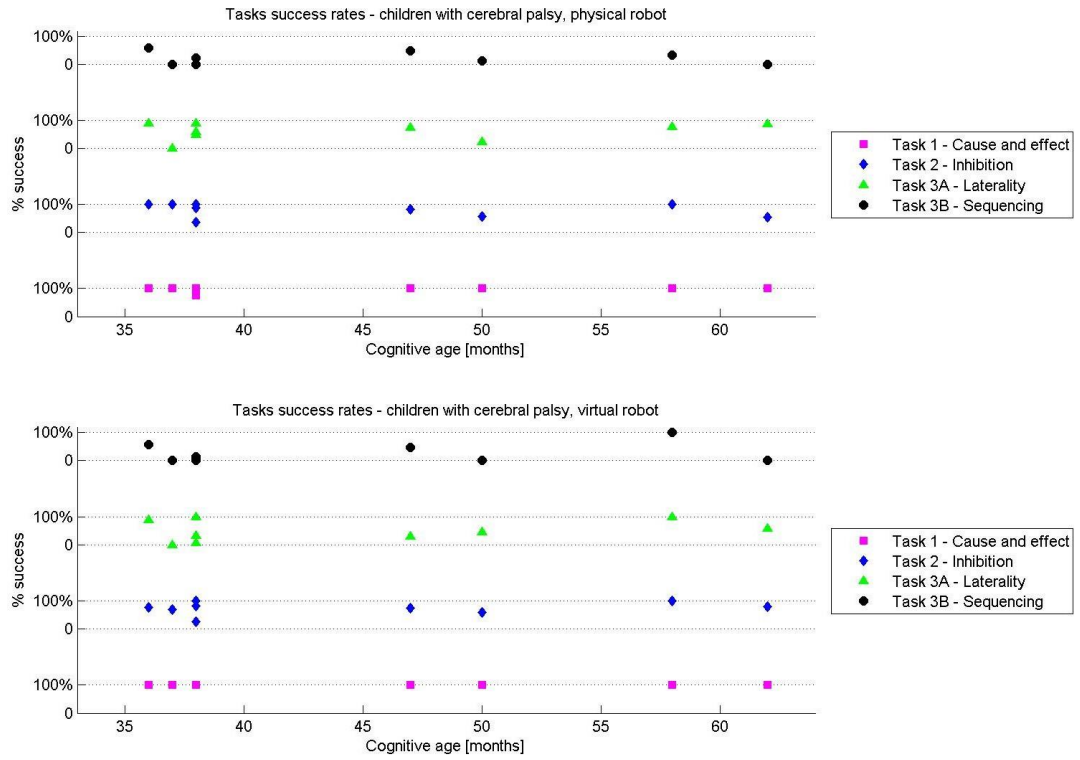 Tasks success rates - children with cerebral palsy, physical robot
100%
0
100%
0
100%
0
100%
0
% success
35 40 45 50 55 60
Cognitive age [months]
Task 1 - Cause and effect
Task 2 - Inhibition
Task 3A - Laterality
Task 3B - Sequencing
Tasks success rates - children with cerebral palsy, virtual robot
100%
0
100%
0
100%
0
100%
0
% success
35 40 45 50 55 60
Cognitive age [months]
Task 1 - Cause and effect
Task 2 - Inhibition
Task 3A - Laterality
Task 3B - Sequencing